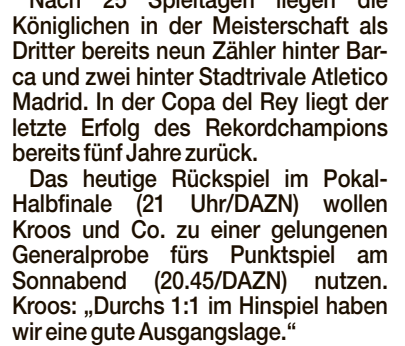 Nach 25 Spieltagen liegen die
Königlichen in der Meisterschaft als
Dritter bereits neun Zähler hinter Bar-
ca und zwei hinter Stadtrivale Atletico
Madrid. In der Copa del Rey liegt der
letzte Erfolg des Rekordchampions
bereits fünf Jahre zurück.
Das heutige Rückspiel im Pokal-
Halbfinale (21 Uhr/DAZN) wollen
Kroos und Co. zu einer gelungenen
Generalprobe fürs Punktspiel am
Sonnabend (20.45/DAZN) nutzen.
Kroos: „Durchs 1:1 im Hinspiel haben
wir eine gute Ausgangslage.“